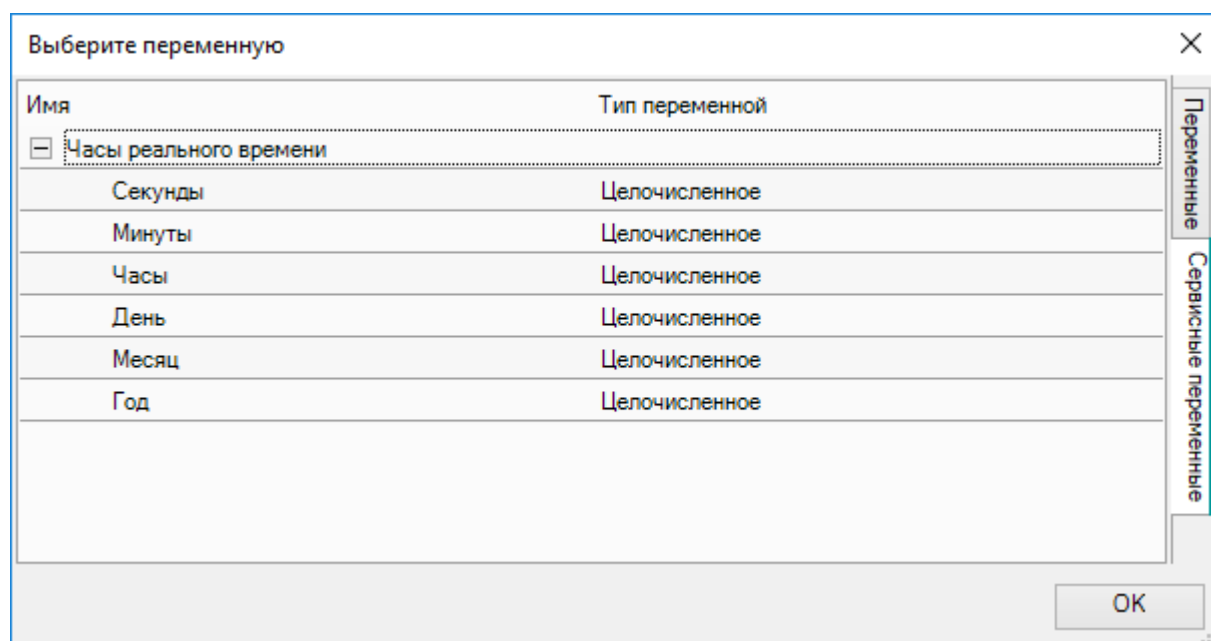 Выберите переменную
Имя Тип переменной
Часы реального времени
Секунды Целочисленное
Минуты Целочисленное
Часы Целочисленное
День Целочисленное
Месяц Целочисленное
Год Целочисленное
Переменные
Сервисные переменные
OK